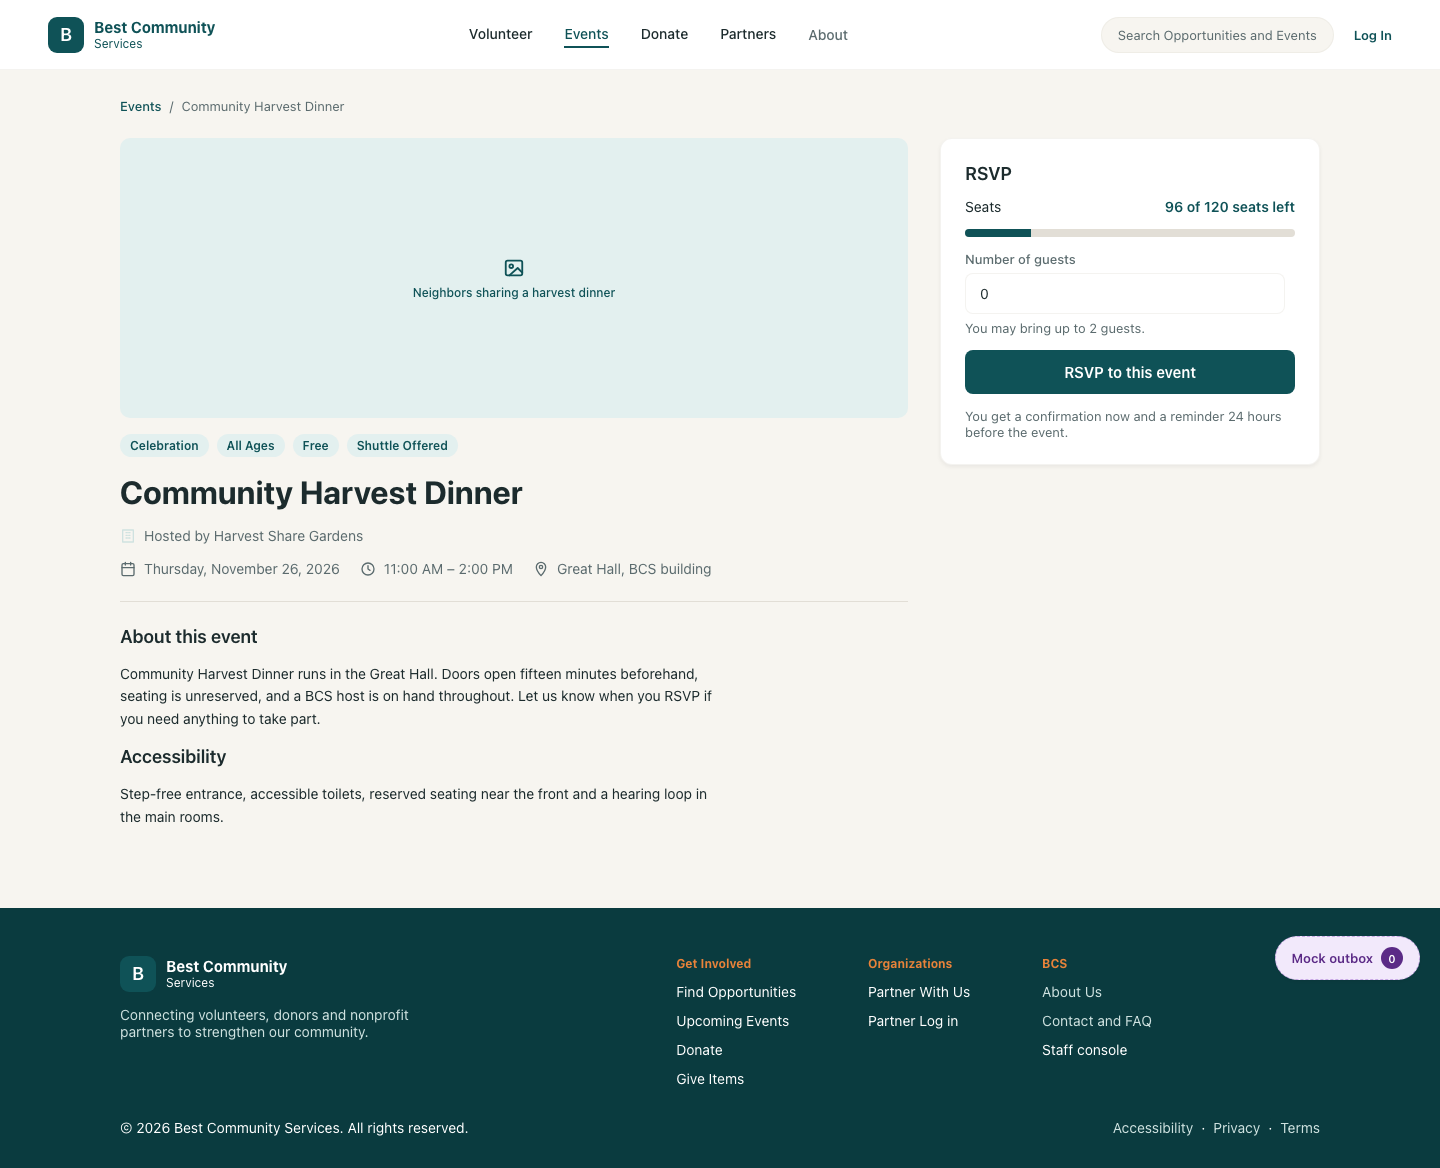 B
Best Community
Services
Volunteer
Events
Donate
Partners
About
Search Opportunities and Events
Log In
Events / Community Harvest Dinner
Neighbors sharing a harvest dinner
Celebration
All Ages
Free
Shuttle Offered
Community Harvest Dinner
Hosted by Harvest Share Gardens
Thursday, November 26, 2026
11:00 AM – 2:00 PM
Great Hall, BCS building
About this event
Community Harvest Dinner runs in the Great Hall. Doors open fifteen minutes beforehand,
seating is unreserved, and a BCS host is on hand throughout. Let us know when you RSVP if
you need anything to take part.
Accessibility
Step-free entrance, accessible toilets, reserved seating near the front and a hearing loop in
the main rooms.
RSVP
Seats
96 of 120 seats left
Number of guests
0
You may bring up to 2 guests.
RSVP to this event
You get a confirmation now and a reminder 24 hours
before the event.
B
Best Community
Services
Connecting volunteers, donors and nonprofit
partners to strengthen our community.
Get Involved
Find Opportunities
Upcoming Events
Donate
Give Items
Organizations
Partner With Us
Partner Log in
BCS
About Us
Contact and FAQ
Staff console
Mock outbox 0
© 2026 Best Community Services. All rights reserved.
Accessibility · Privacy · Terms